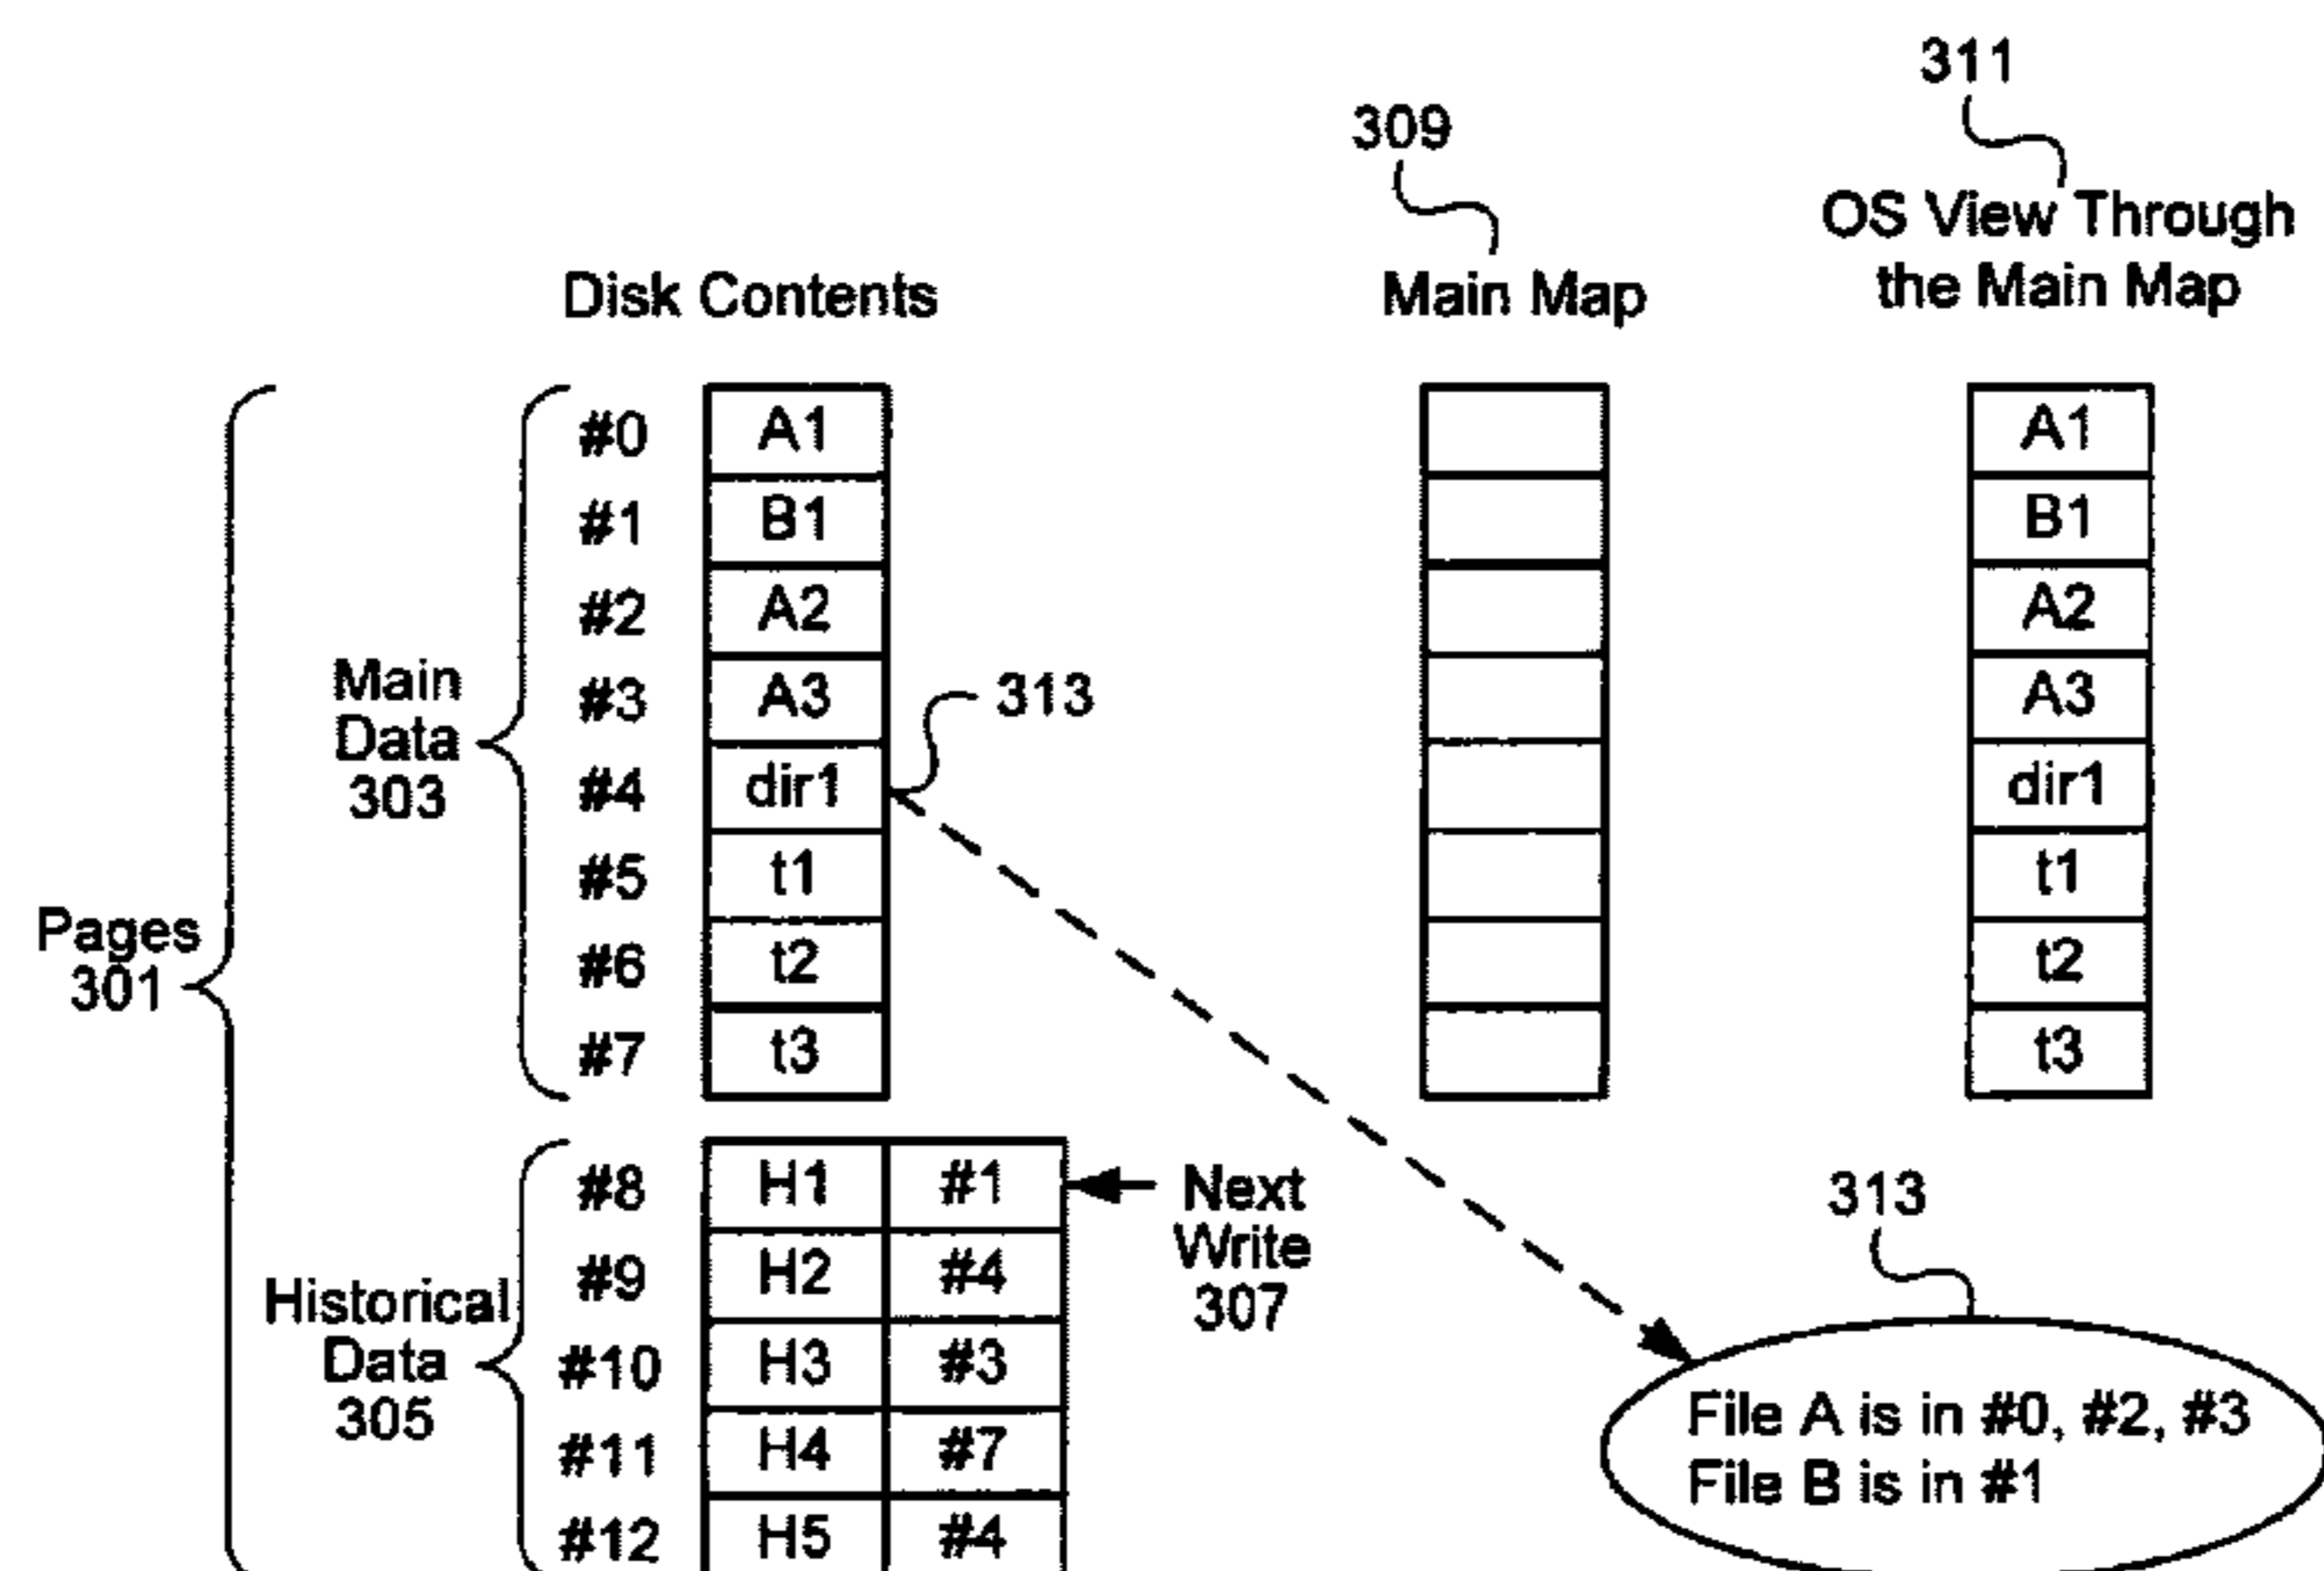 311
309
OS View Through
the Main Map
Disk Contents
Main Map
#0 A1 A1
#1 B1 B1
#2 A2 A2
Main
Data
303
#3 A3 313 A3
#4 dir1 dir1
#5 t1 t1
Pages
301
#6 t2 t2
#7 t3 t3
#8 H1 #1
Next
Write
307
313
#9 H2 #4
Historical
Data
305
#10 H3 #3
#11 H4 #7
#12 H5 #4
File A is in #0, #2, #3
File B is in #1